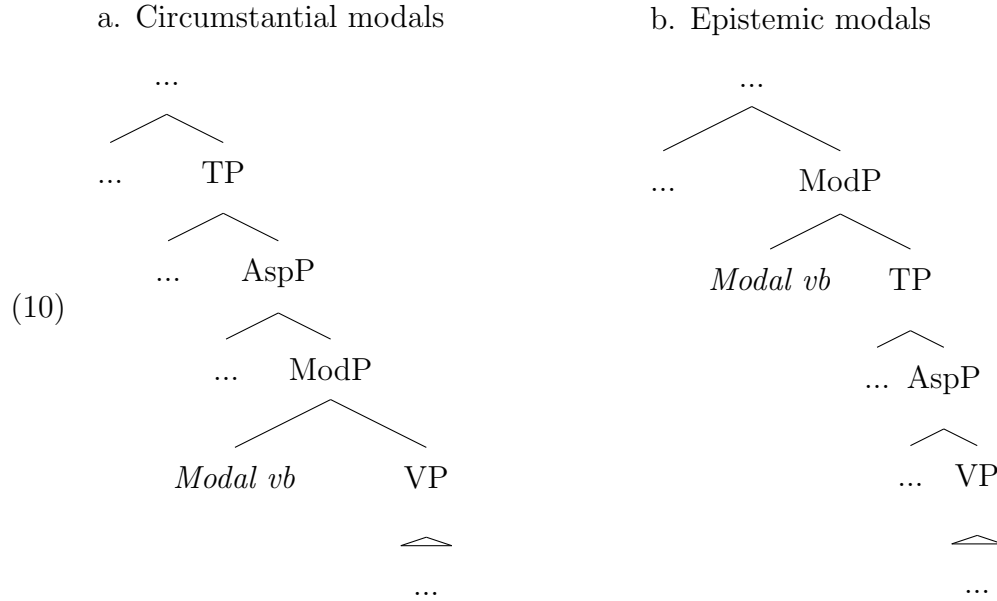 a. Circumstantial modals
...
... TP
... AspP
(10)
... ModP
Modal vb VP
...
b. Epistemic modals
...
... ModP
Modal vb TP
... AspP
... VP
...